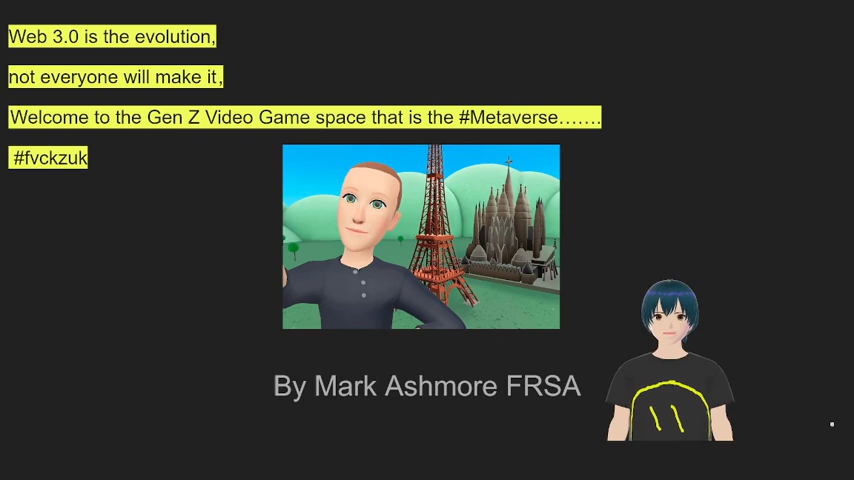 Web 3.0 is the evolution,
not everyone will make it,
Welcome to the Gen Z Video Game space that is the #Metaverse…….
#fvckzuk
By Mark Ashmore FRSA